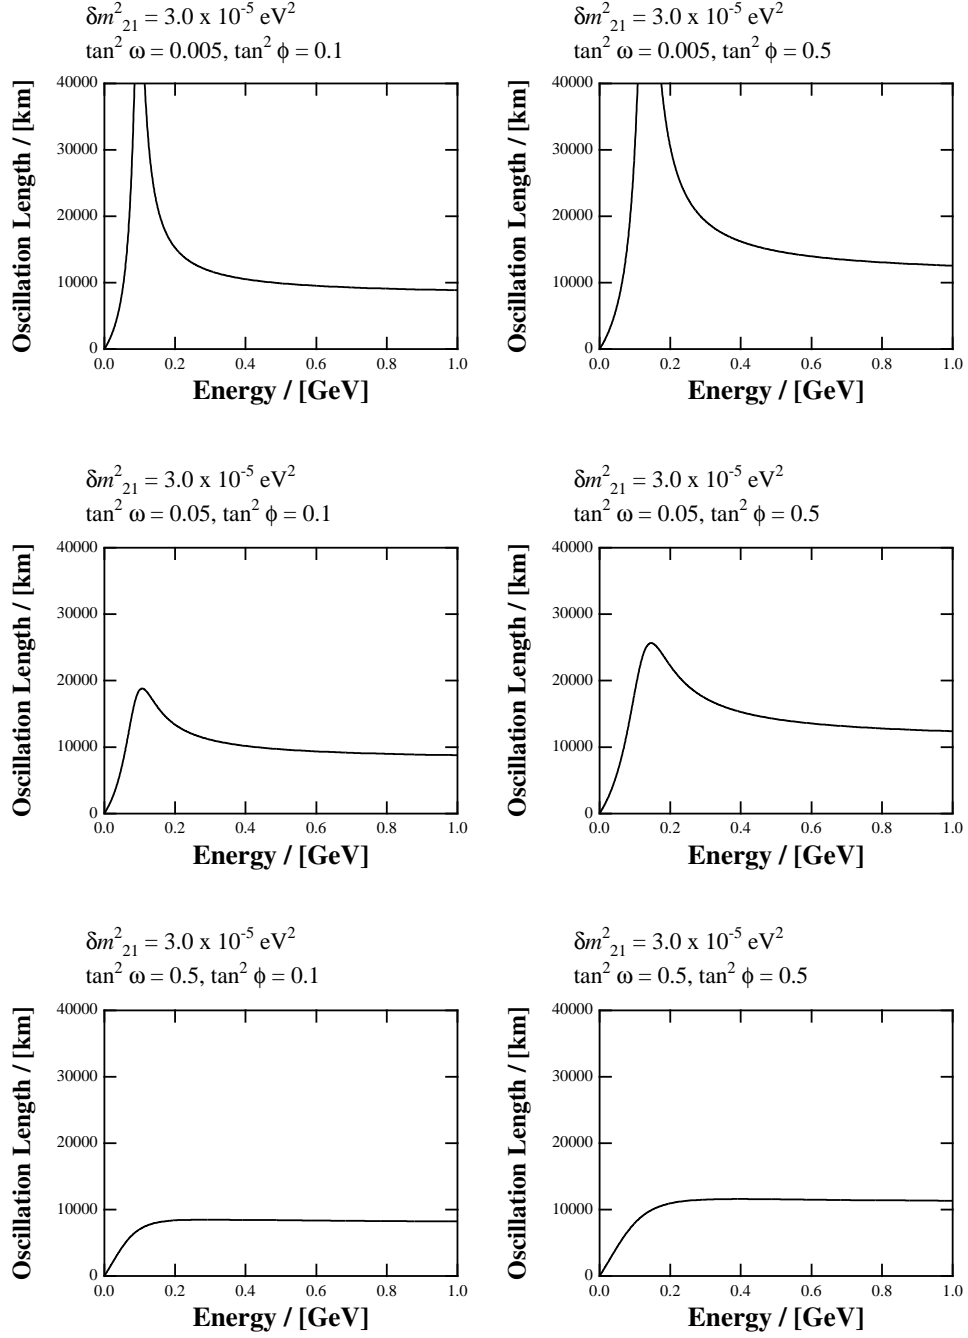 δm²₂₁ = 3.0 x 10⁻⁵ eV²
tan² ω = 0.005, tan² ϕ = 0.1
Oscillation Length / [km]
40000
30000
20000
10000
0
0.0 0.2 0.4 0.6 0.8 1.0
Energy / [GeV]
δm²₂₁ = 3.0 x 10⁻⁵ eV²
tan² ω = 0.005, tan² ϕ = 0.5
Oscillation Length / [km]
40000
30000
20000
10000
0
0.0 0.2 0.4 0.6 0.8 1.0
Energy / [GeV]
δm²₂₁ = 3.0 x 10⁻⁵ eV²
tan² ω = 0.05, tan² ϕ = 0.1
Oscillation Length / [km]
40000
30000
20000
10000
0
0.0 0.2 0.4 0.6 0.8 1.0
Energy / [GeV]
δm²₂₁ = 3.0 x 10⁻⁵ eV²
tan² ω = 0.05, tan² ϕ = 0.5
Oscillation Length / [km]
40000
30000
20000
10000
0
0.0 0.2 0.4 0.6 0.8 1.0
Energy / [GeV]
δm²₂₁ = 3.0 x 10⁻⁵ eV²
tan² ω = 0.5, tan² ϕ = 0.1
Oscillation Length / [km]
40000
30000
20000
10000
0
0.0 0.2 0.4 0.6 0.8 1.0
Energy / [GeV]
δm²₂₁ = 3.0 x 10⁻⁵ eV²
tan² ω = 0.5, tan² ϕ = 0.5
Oscillation Length / [km]
40000
30000
20000
10000
0
0.0 0.2 0.4 0.6 0.8 1.0
Energy / [GeV]